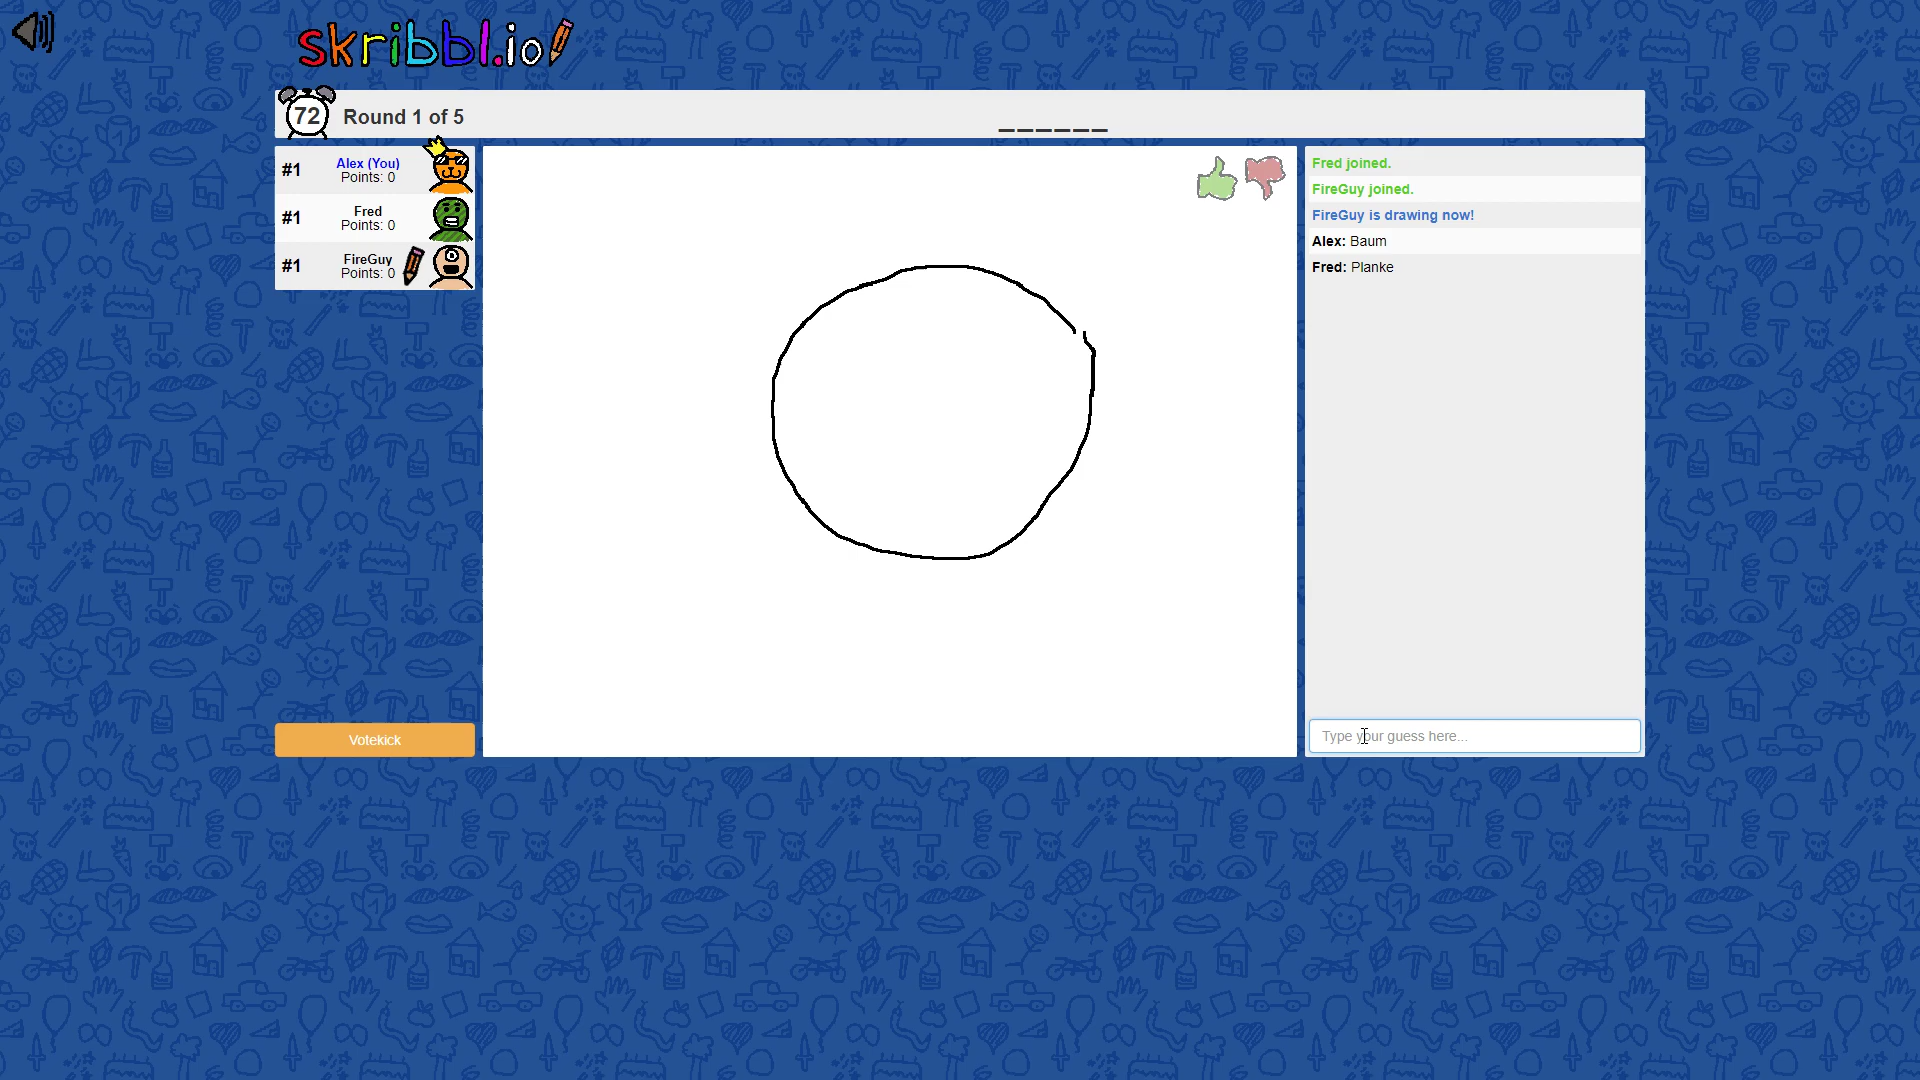 skribbl.io
72 Round 1 of 5
______
#1 Alex (You)
Points: 0
#1 Fred
Points: 0
#1 FireGuy
Points: 0
Votekick
Fred joined.
FireGuy joined.
FireGuy is drawing now!
Alex: Baum
Fred: Planke
Type your guess here...